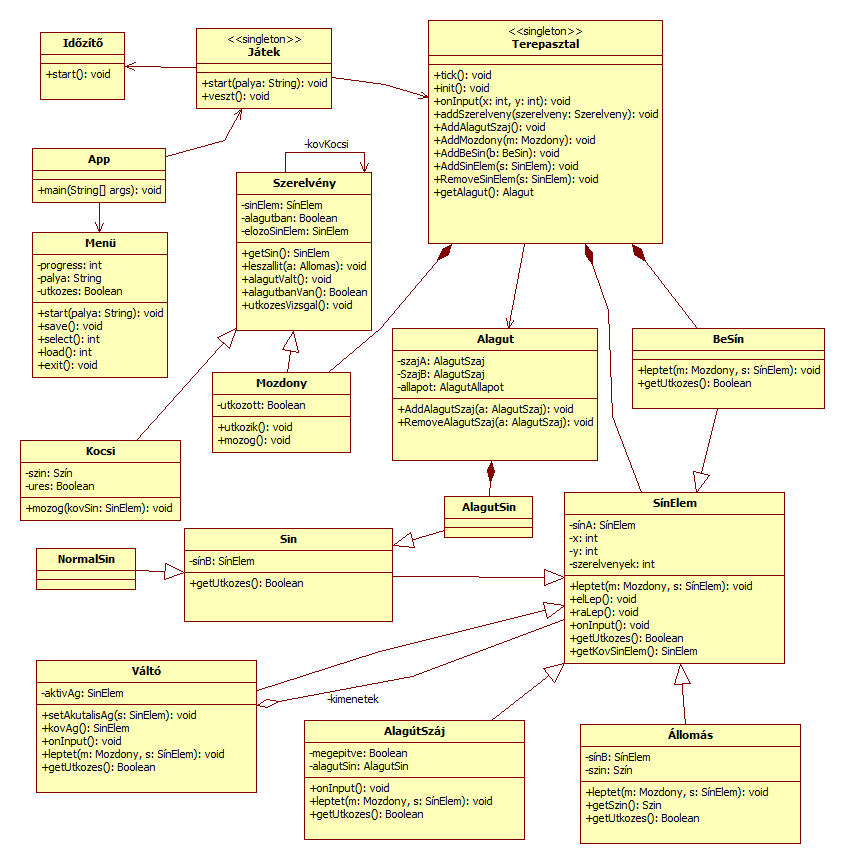 Időzítő
+start(): void
<<singleton>>
Játek
+start(palya: String): void
+veszt(): void
<<singleton>>
Terepasztal
+tick(): void
+init(): void
+onInput(x: int, y: int): void
+addSzerelveny(szerelveny: Szerelveny): void
+AddAlagutSzaj(): void
+AddMozdony(m: Mozdony): void
+AddBeSin(b: BeSin): void
+AddSinElem(s: SinElem): void
+RemoveSinElem(s: SinElem): void
+getAlagut(): Alagut
App
+main(String[] args): void
-kovKocsi
Szerelvény
-sinElem: SínElem
-alagutban: Boolean
-elozoSinElem: SinElem
+getSin(): SinElem
+leszallit(a: Allomas): void
+alagutValt(): void
+alagutbanVan(): Boolean
+utkozesVizsgal(): void
Menü
-progress: int
-palya: String
-utkozes: Boolean
+start(palya: String): void
+save(): void
+select(): int
+load(): int
+exit(): void
Alagut
-szajA: AlagutSzaj
-SzajB: AlagutSzaj
-allapot: AlagutAllapot
+AddAlagutSzaj(a: AlagutSzaj): void
+RemoveAlagutSzaj(a: AlagutSzaj): void
BeSín
+leptet(m: Mozdony, s: SínElem): void
+getUtkozes(): Boolean
Mozdony
-utkozott: Boolean
+utkozik(): void
+mozog(): void
Kocsi
-szin: Szín
-ures: Boolean
+mozog(kovSin: SinElem): void
AlagutSin
SínElem
-sínA: SínElem
-x: int
-y: int
-szerelvenyek: int
+leptet(m: Mozdony, s: SínElem): void
+elLep(): void
+raLep(): void
+onInput(): void
+getUtkozes(): Boolean
+getKovSinElem(): SinElem
Sin
-sínB: SínElem
+getUtkozes(): Boolean
NormalSin
Váltó
-aktivAg: SinElem
+setAkutalisAg(s: SinElem): void
+kovAg(): SinElem
+onInput(): void
+leptet(m: Mozdony, s: SínElem): void
+getUtkozes(): Boolean
-kimenetek
AlagútSzáj
-megepitve: Boolean
-alagutSin: AlagutSin
+onInput(): void
+leptet(m: Mozdony, s: SínElem): void
+getUtkozes(): Boolean
Állomás
-sínB: SínElem
-szin: Szín
+leptet(m: Mozdony, s: SínElem): void
+getSzin(): Szin
+getUtkozes(): Boolean